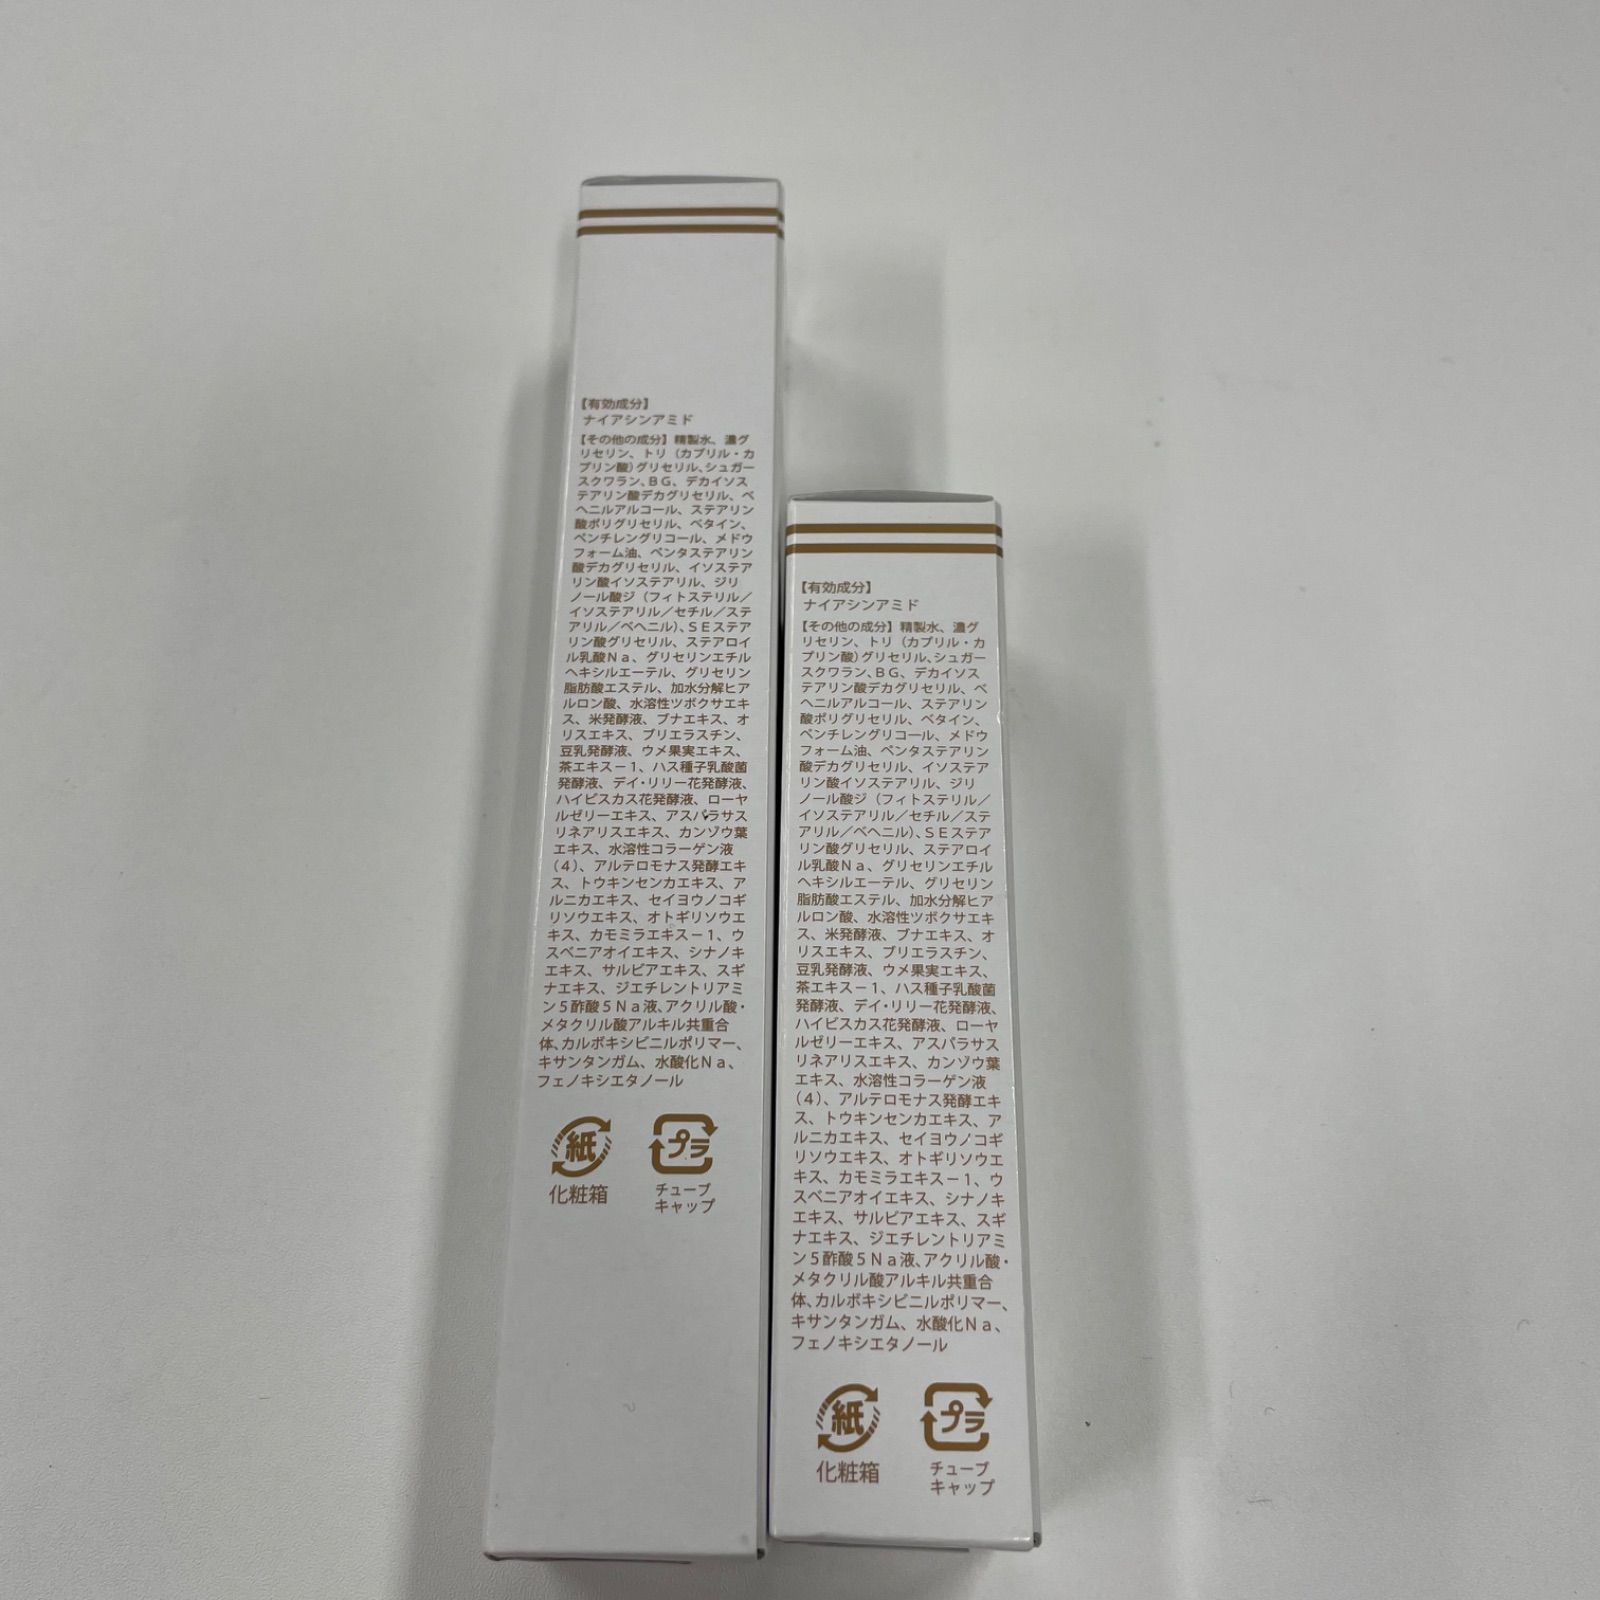 【有効成分】
ナイアシンアミド
【その他の成分】精製水、濃グ
リセリン、トリ（カプリル・カ
プリン酸）グリセリル、シュガー
スクワラン、ＢＧ、デカイソス
テアリン酸デカグリセリル、ベ
ヘニルアルコール、ステアリン
酸ポリグリセリル、ベタイン、
ペンチレングリコール、メドウ
フォーム油、ペンタステアリン
酸デカグリセリル、イソステア
リン酸イソステアリル、ジリ
ノール酸ジ（フィトステリル／
イソステアリル／セチル／ステ
アリル／ベヘニル）、ＳＥステア
リン酸グリセリル、ステアロイ
ル乳酸Ｎａ、グリセリンエチル
ヘキシルエーテル、グリセリン
脂肪酸エステル、加水分解ヒア
ルロン酸、水溶性ツボクサエキ
ス、米発酵液、ブナエキス、オ
リスエキス、プリエラスチン、
豆乳発酵液、ウメ果実エキス、
茶エキス－１、ハス種子乳酸菌
発酵液、デイ・リリー花発酵液、
ハイビスカス花発酵液、ローヤ
ルゼリーエキス、アスパラサス
リネアリスエキス、カンゾウ葉
エキス、水溶性コラーゲン液
（４）、アルテロモナス発酵エキ
ス、トウキンセンカエキス、ア
ルニカエキス、セイヨウノコギ
リソウエキス、オトギリソウエ
キス、カモミラエキス－１、ウ
スベニアオイエキス、シナノキ
エキス、サルビアエキス、スギ
ナエキス、ジエチレントリアミ
ン５酢酸５Ｎａ液、アクリル酸・
メタクリル酸アルキル共重合
体、カルボキシビニルポリマー、
キサンタンガム、水酸化Ｎａ、
フェノキシエタノール
紙
化粧箱
プラ
チューブ
キャップ
【有効成分】
ナイアシンアミド
【その他の成分】精製水、濃グ
リセリン、トリ（カプリル・カ
プリン酸）グリセリル、シュガー
スクワラン、ＢＧ、デカイソス
テアリン酸デカグリセリル、ベ
ヘニルアルコール、ステアリン
酸ポリグリセリル、ベタイン、
ペンチレングリコール、メドウ
フォーム油、ペンタステアリン
酸デカグリセリル、イソステア
リン酸イソステアリル、ジリ
ノール酸ジ（フィトステリル／
イソステアリル／セチル／ステ
アリル／ベヘニル）、ＳＥステア
リン酸グリセリル、ステアロイ
ル乳酸Ｎａ、グリセリンエチル
ヘキシルエーテル、グリセリン
脂肪酸エステル、加水分解ヒア
ルロン酸、水溶性ツボクサエキ
ス、米発酵液、ブナエキス、オ
リスエキス、プリエラスチン、
豆乳発酵液、ウメ果実エキス、
茶エキス－１、ハス種子乳酸菌
発酵液、デイ・リリー花発酵液、
ハイビスカス花発酵液、ローヤ
ルゼリーエキス、アスパラサス
リネアリスエキス、カンゾウ葉
エキス、水溶性コラーゲン液
（４）、アルテロモナス発酵エキ
ス、トウキンセンカエキス、ア
ルニカエキス、セイヨウノコギ
リソウエキス、オトギリソウエ
キス、カモミラエキス－１、ウ
スベニアオイエキス、シナノキ
エキス、サルビアエキス、スギ
ナエキス、ジエチレントリアミ
ン５酢酸５Ｎａ液、アクリル酸・
メタクリル酸アルキル共重合
体、カルボキシビニルポリマー、
キサンタンガム、水酸化Ｎａ、
フェノキシエタノール
紙
化粧箱
プラ
チューブ
キャップ